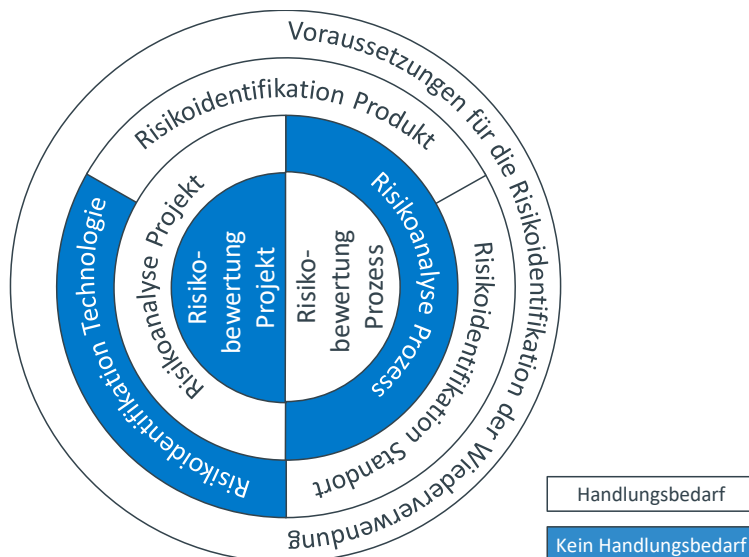 Voraussetzungen für die Risikoidentifikation der Wiederverwendung
Risikoidentifikation Produkt
Risikoidentifikation Technologie
Risikoidentifikation Standort
Risikoanalyse Projekt
Risikoanalyse Prozess
Risiko-
bewertung
Projekt
Risiko-
bewertung
Prozess
Handlungsbedarf
Kein Handlungsbedarf